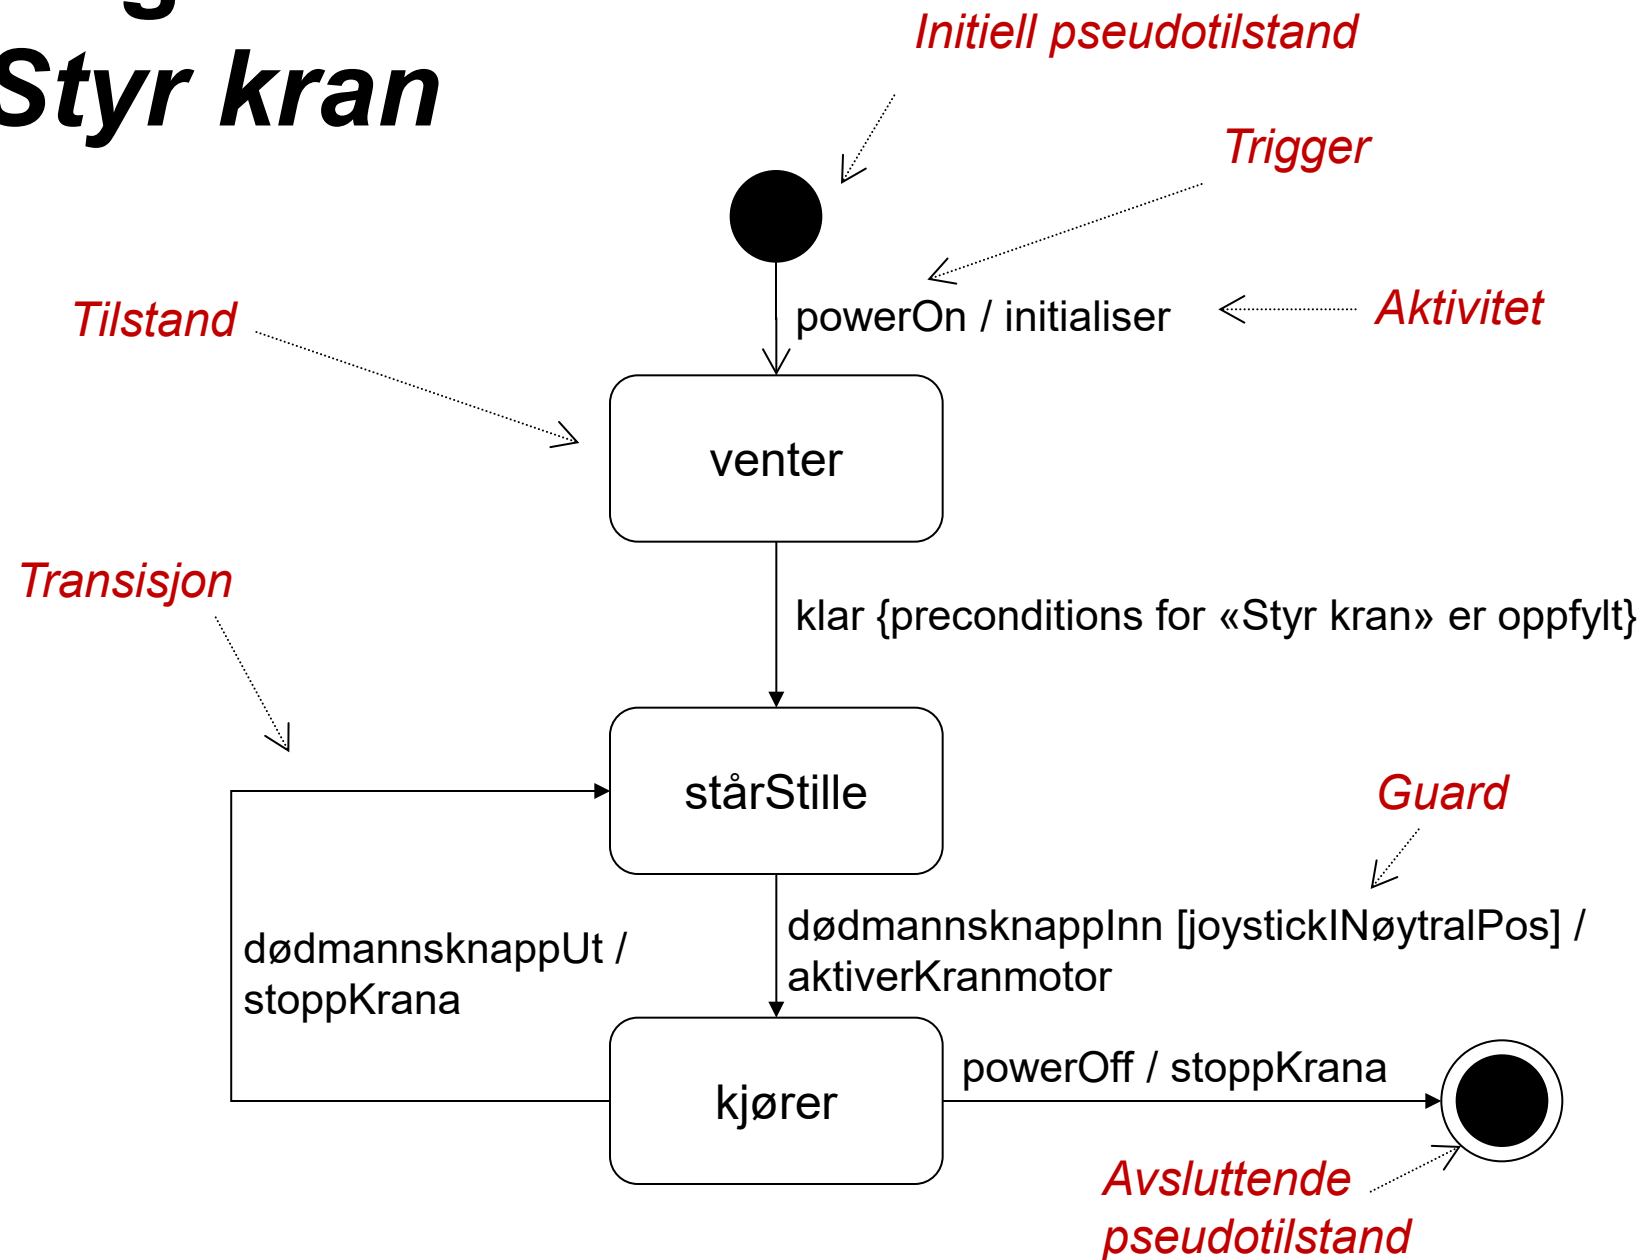 Styr kran
Initiell pseudotilstand
Trigger
Tilstand
powerOn / initialiser
Aktivitet
venter
Transisjon
klar {preconditions for «Styr kran» er oppfylt}
stårStille
Guard
dødmannsknappUt /
stoppKrana
dødmannsknappInn [joystickINøytralPos] /
aktiverKranmotor
kjører
powerOff / stoppKrana
Avsluttende
pseudotilstand